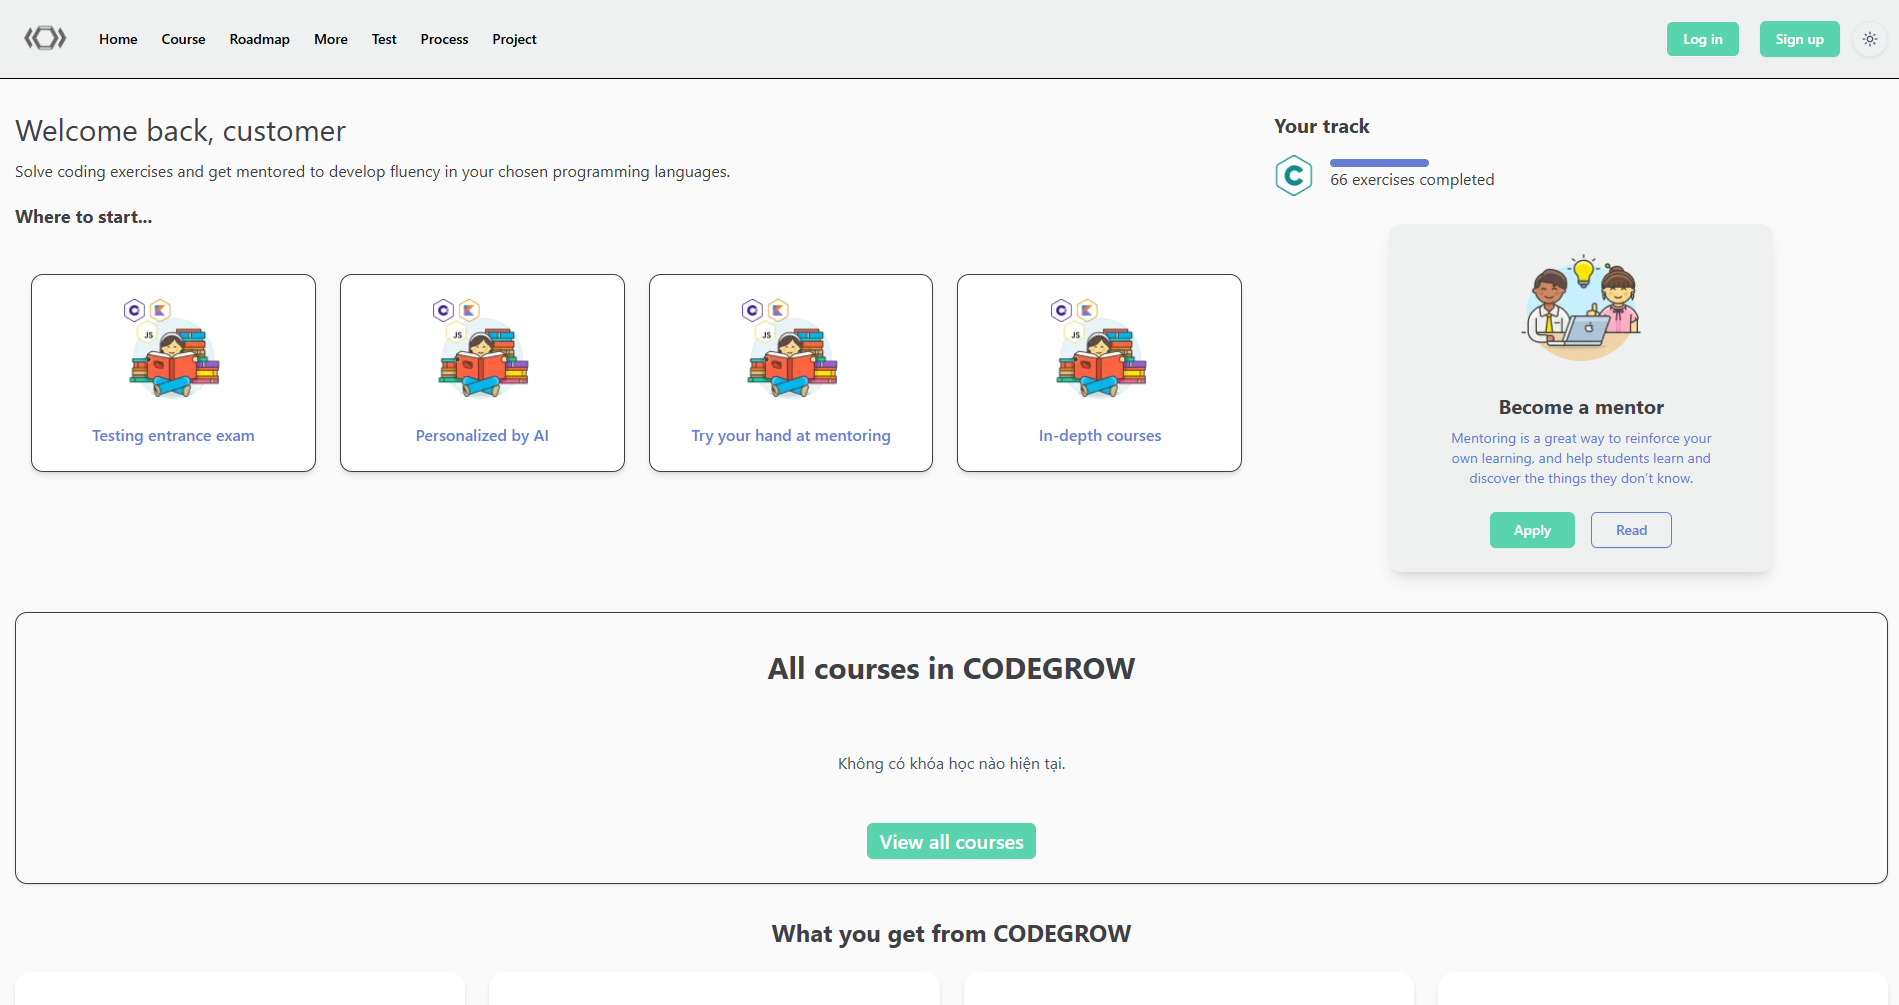 Home Course Roadmap More Test Process Project
Log in Sign up
Welcome back, customer
Solve coding exercises and get mentored to develop fluency in your chosen programming languages.
Where to start...
JS
Testing entrance exam
JS
Personalized by AI
JS
Try your hand at mentoring
JS
In-depth courses
Your track
C
66 exercises completed
Become a mentor
Mentoring is a great way to reinforce your
own learning, and help students learn and
discover the things they don’t know.
Apply Read
All courses in CODEGROW
Không có khóa học nào hiện tại.
View all courses
What you get from CODEGROW